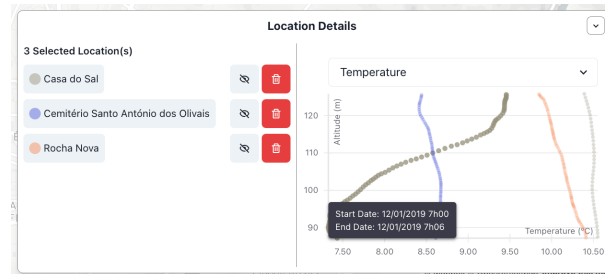 Location Details
3 Selected Location(s)
Casa do Sal
Cemitério Santo António dos Olivais
Rocha Nova
Temperature
Altitude (m)
120
110
100
90
Start Date: 12/01/2019 7h00
End Date: 12/01/2019 7h06
Temperature (°C)
7.50 8.00 8.50 9.00 9.50 10.00 10.50